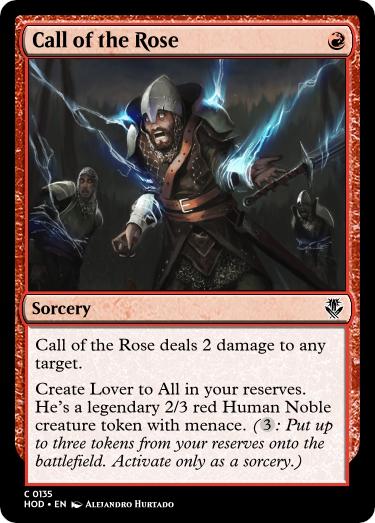 Call of the Rose
Sorcery
Call of the Rose deals 2 damage to any
target.
Create Lover to All in your reserves.
He's a legendary 2/3 red Human Noble
creature token with menace. (3: Put up
to three tokens from your reserves onto the
battlefield. Activate only as a sorcery.)
C 0135
HOD • EN Alejandro Hurtado